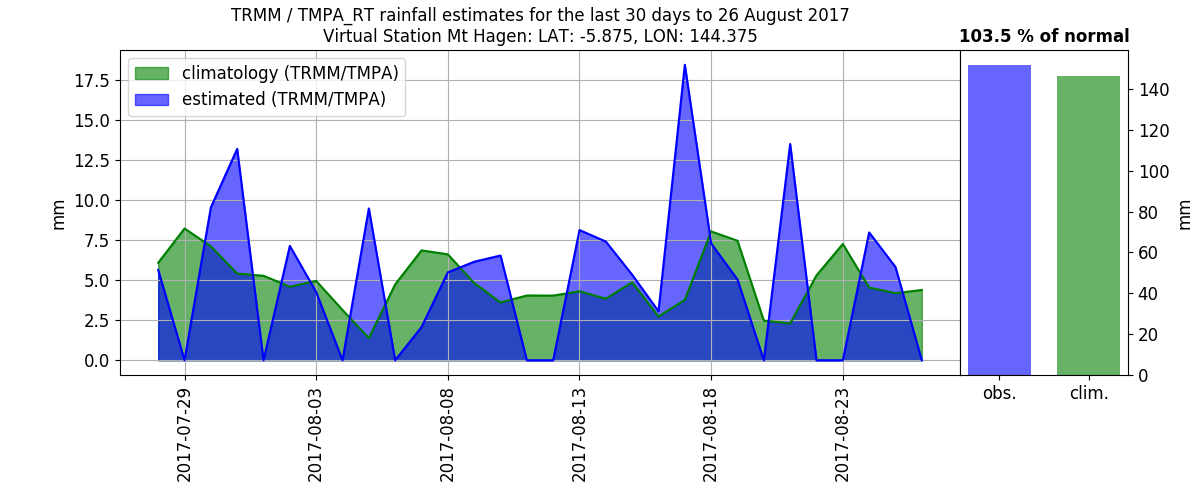 TRMM / TMPA_RT rainfall estimates for the last 30 days to 26 August 2017
Virtual Station Mt Hagen: LAT: -5.875, LON: 144.375
103.5 % of normal
climatology (TRMM/TMPA)
estimated (TRMM/TMPA)
17.5
15.0
12.5
10.0
7.5
5.0
2.5
0.0
mm
2017-07-29
2017-08-03
2017-08-08
2017-08-13
2017-08-18
2017-08-23
140
120
100
80
60
40
20
0
mm
obs.
clim.